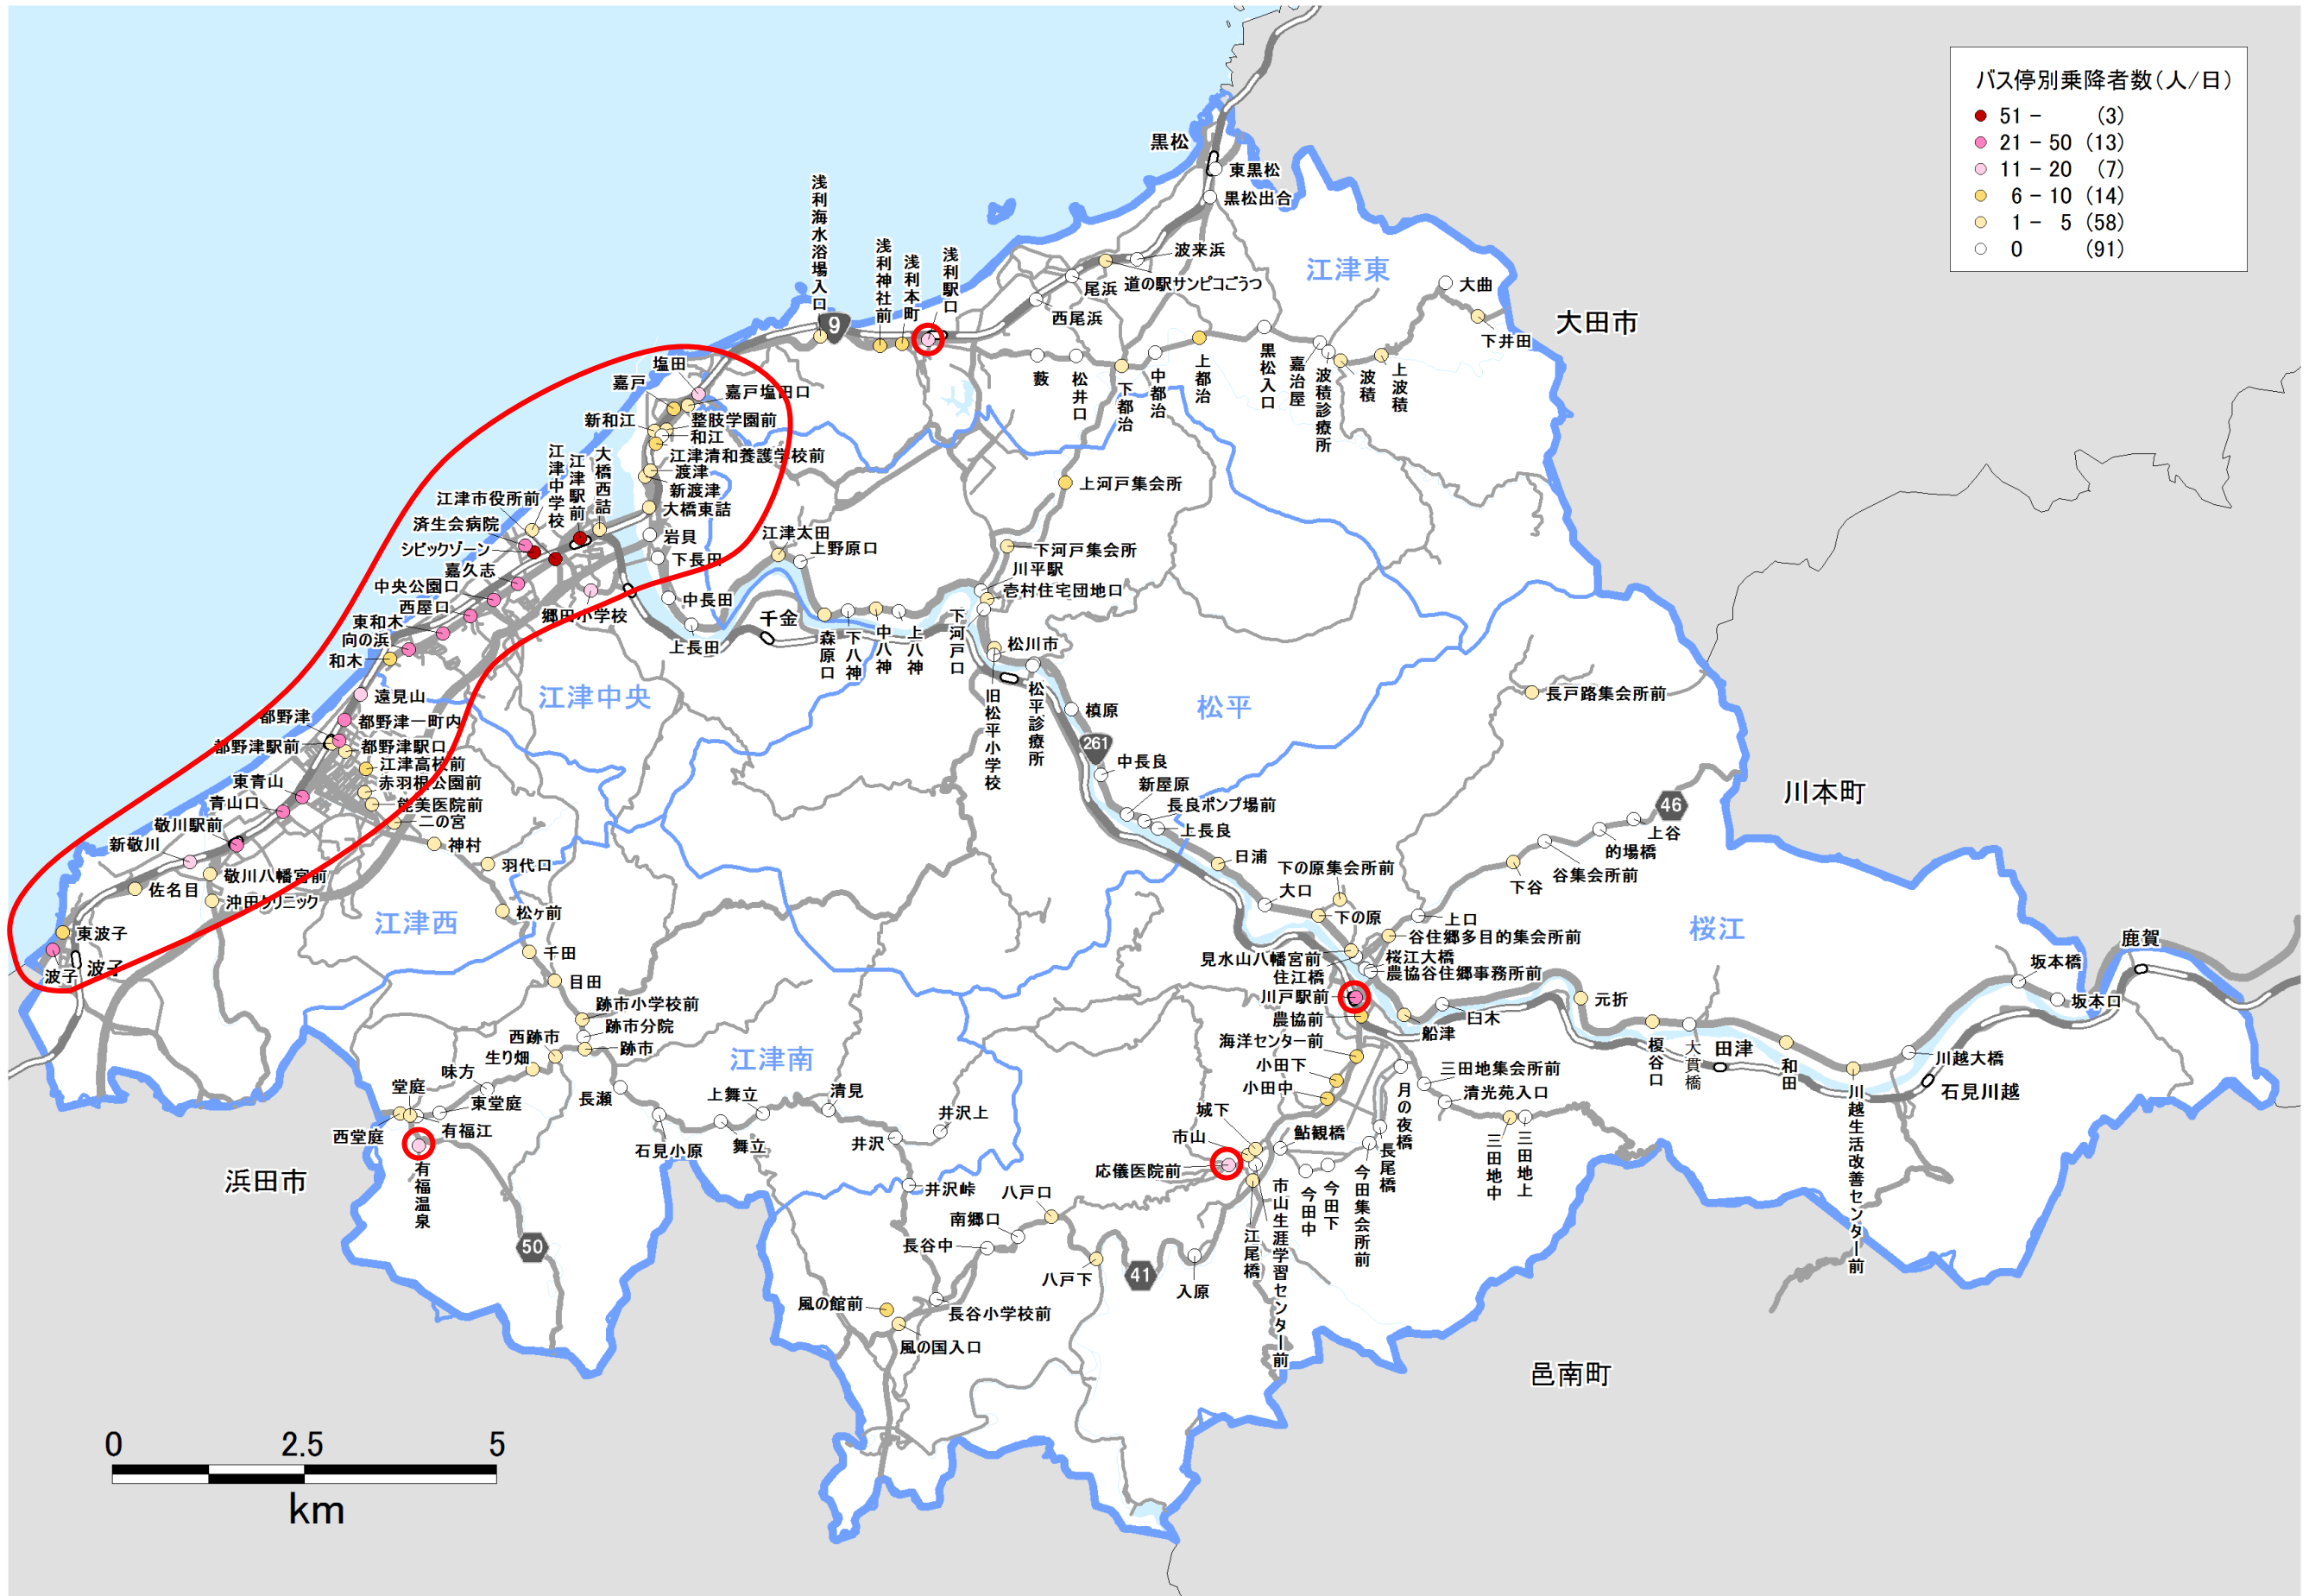 バス停別乗降者数(人/日)
51 - (3)
21 - 50 (13)
11 - 20 (7)
6 - 10 (14)
1 - 5 (58)
0 (91)
黒松
東黒松
黒松出合
浅利海水浴場入口
浅利神社前
浅利本町
浅利駅口
波来浜
道の駅サンピコごうつ
尾浜
西尾浜
江津東
大曲
下井田
大田市
9
藪
松井口
下都治
中都治
上都治
黒松入口
嘉治屋
波積診療所
波積
上波積
塩田
嘉戸
嘉戸塩田口
新和江
整肢学園前
和江
江津清和養護学校前
渡津
新渡津
大橋東詰
大橋西詰
江津駅前
江津中学校
江津市役所前
済生会病院
シビックゾーン
嘉久志
中央公園口
西屋口
東和木
向の浜
和木
郷田小学校
岩貝
下長田
中長田
上長田
江津太田
上野原口
千金
森原口
下八神
中八神
上八神
上河戸集会所
下河戸集会所
川平駅
壱村住宅団地口
下河戸口
松川市
旧松平小学校
松平診療所
槙原
261
中長良
新屋原
長良ポンプ場前
上長良
日浦
松平
江津中央
長戸路集会所前
川本町
46
上谷
的場橋
谷集会所前
下谷
遠見山
都野津
都野津一町内
都野津駅前
都野津駅口
江津高校前
赤羽根公園前
能美医院前
二の宮
東青山
青山口
敬川駅前
新敬川
神村
羽代口
敬川八幡宮前
佐名目
沖田クリニック
東波子
波子
波子
江津西
松ヶ前
千田
目田
跡市小学校前
跡市分院
跡市
西跡市
生り畑
味方
堂庭
東堂庭
西堂庭
有福江
有福温泉
浜田市
50
江津南
長瀬
石見小原
上舞立
舞立
清見
井沢
井沢上
井沢峠
下の原集会所前
大口
下の原
上口
谷住郷多目的集会所前
見水山八幡宮前
桜江大橋
住江橋
農協谷住郷事務所前
川戸駅前
農協前
船津
臼木
海洋センター前
小田下
小田中
桜江
元折
榎谷口
大貫橋
田津
和田
川越生活改善センター前
川越大橋
石見川越
坂本橋
坂本口
鹿賀
三田地集会所前
清光苑入口
三田地中
三田地上
月の夜橋
長尾橋
今田集会所前
今田下
今田中
鮎観橋
城下
市山
応儀医院前
市山生涯学習センター前
江尾橋
入原
41
八戸口
八戸下
南郷口
長谷中
長谷小学校前
風の館前
風の国入口
邑南町
0 2.5 5
km